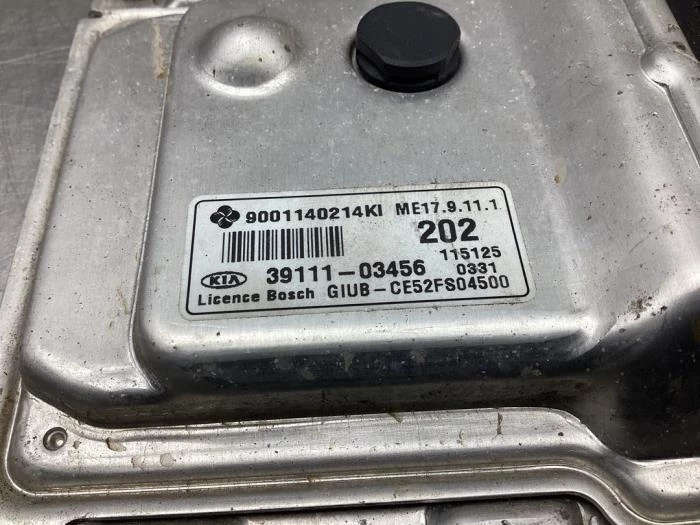 9001140214KI ME17.9.11.1
202
115125
KIA 39111-03456 0331
Licence Bosch GIUB-CE52FS04500